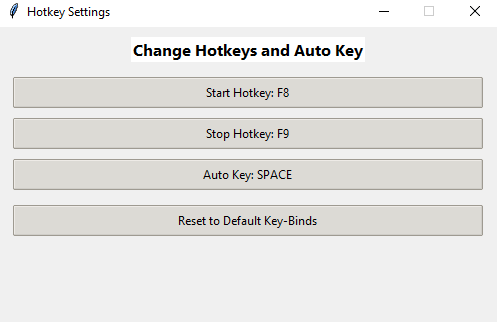 Hotkey Settings
Change Hotkeys and Auto Key
Start Hotkey: F8
Stop Hotkey: F9
Auto Key: SPACE
Reset to Default Key-Binds